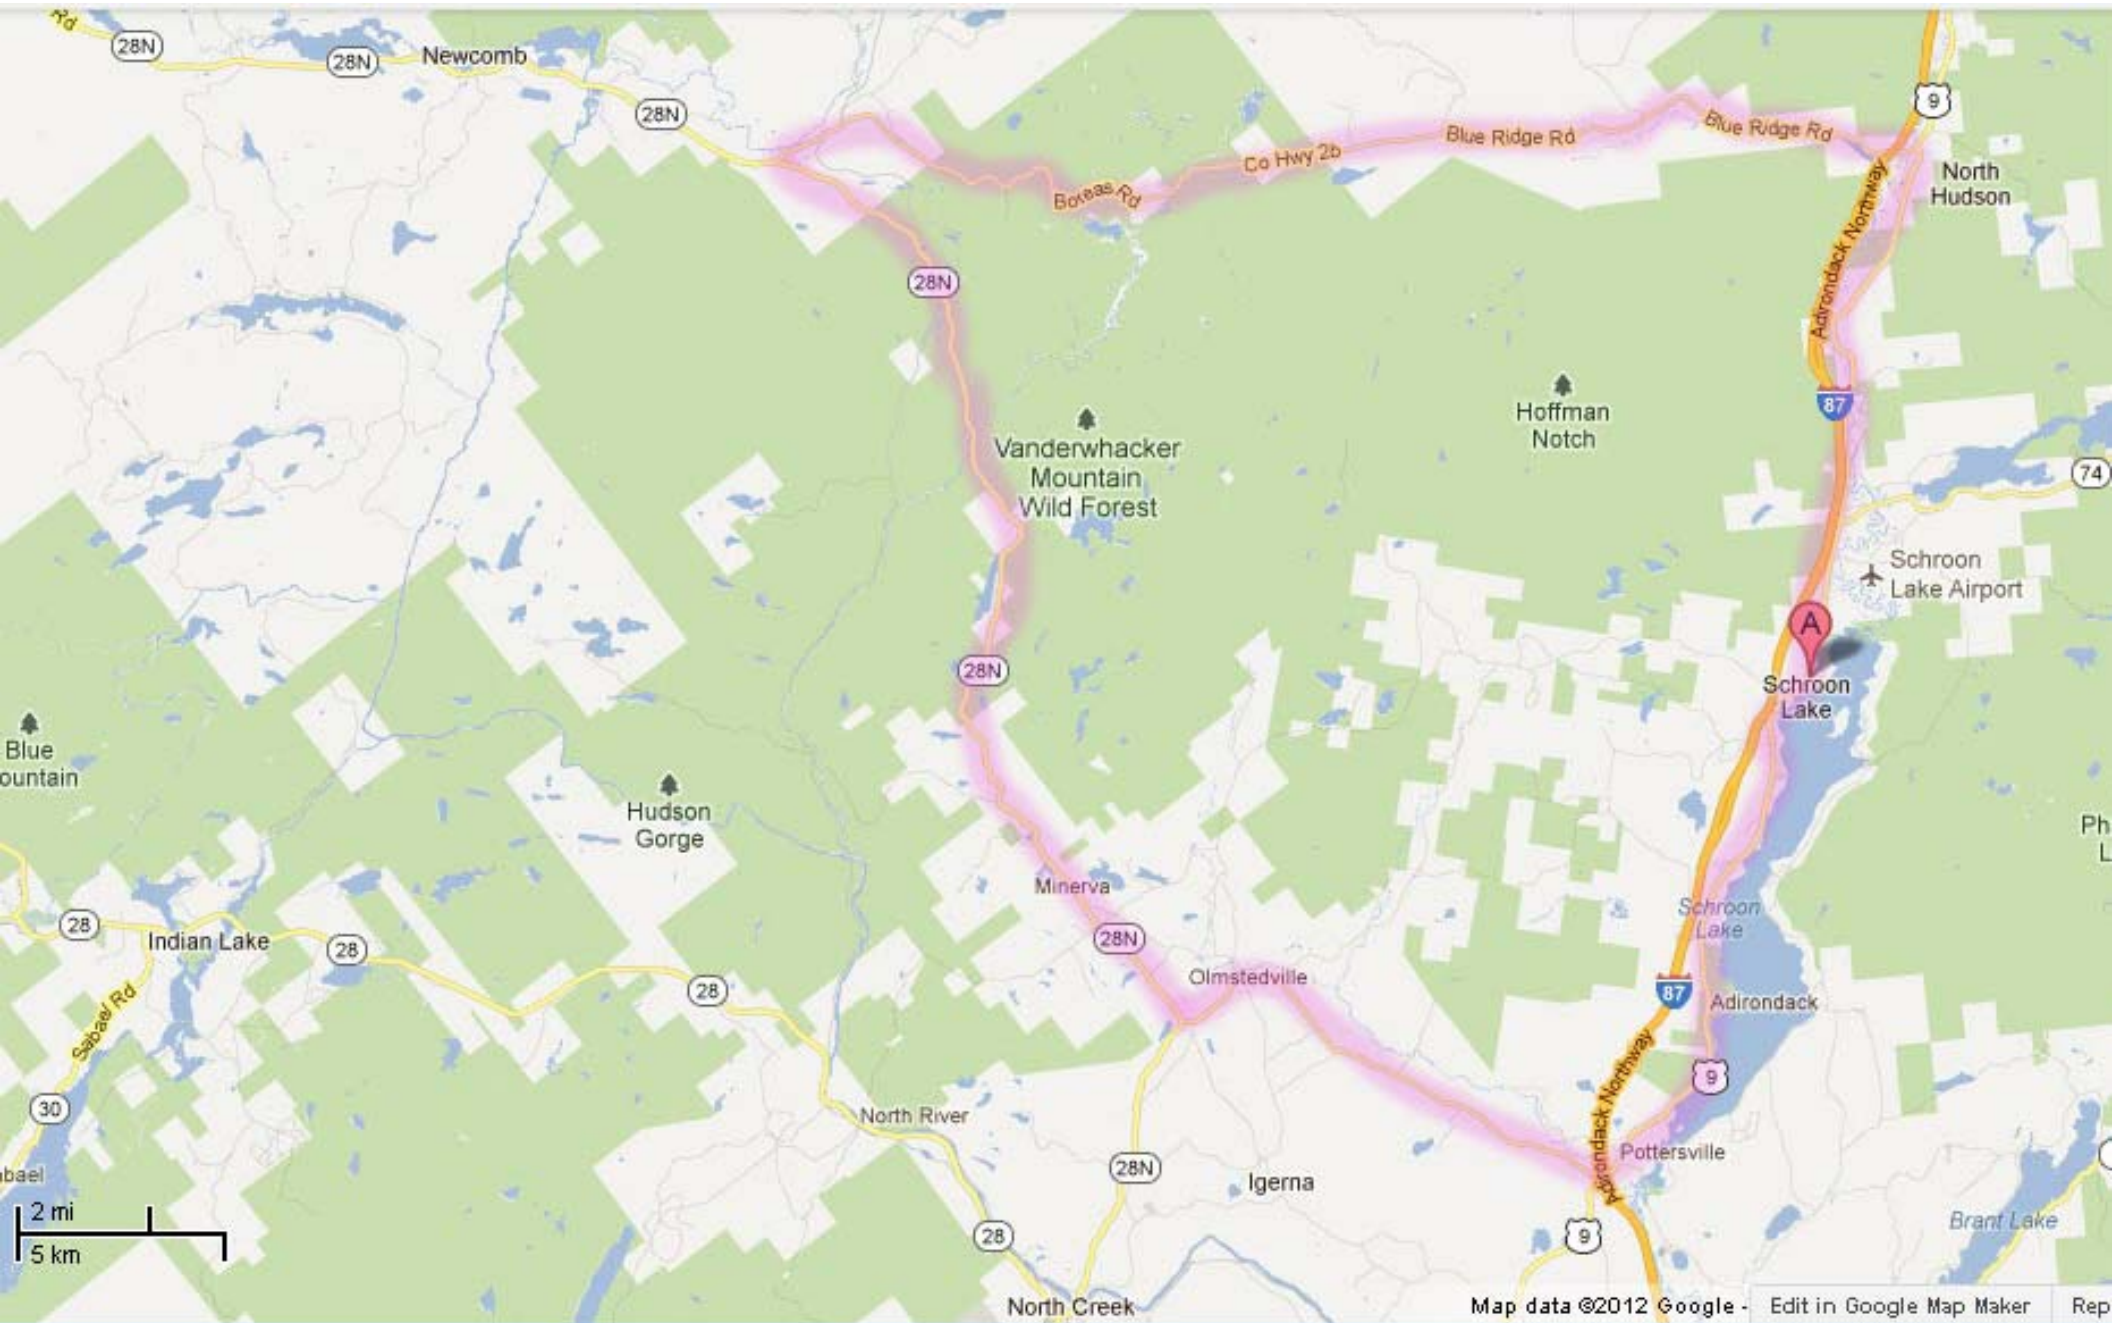 Rd
28N
28N
Newcomb
28N
9
Blue Ridge Rd
Blue Ridge Rd
Co Hwy 2b
Boreas Rd
North
Hudson
Adirondack Northway
28N
87
Hoffman
Notch
Vanderwhacker
Mountain
Wild Forest
74
Schroon
Lake Airport
A
28N
Schroon
Lake
Blue
ountain
Hudson
Gorge
Ph
L
Minerva
Schroon
Lake
28
Indian Lake
28
28N
Olmstedville
28
87
Adirondack
Sabael Rd
9
30
North River
Adirondack Northway
Pottersville
bael
28N
Igerna
2 mi
5 km
28
9
Brant Lake
North Creek
Map data ©2012 Google -
Edit in Google Map Maker
Rep